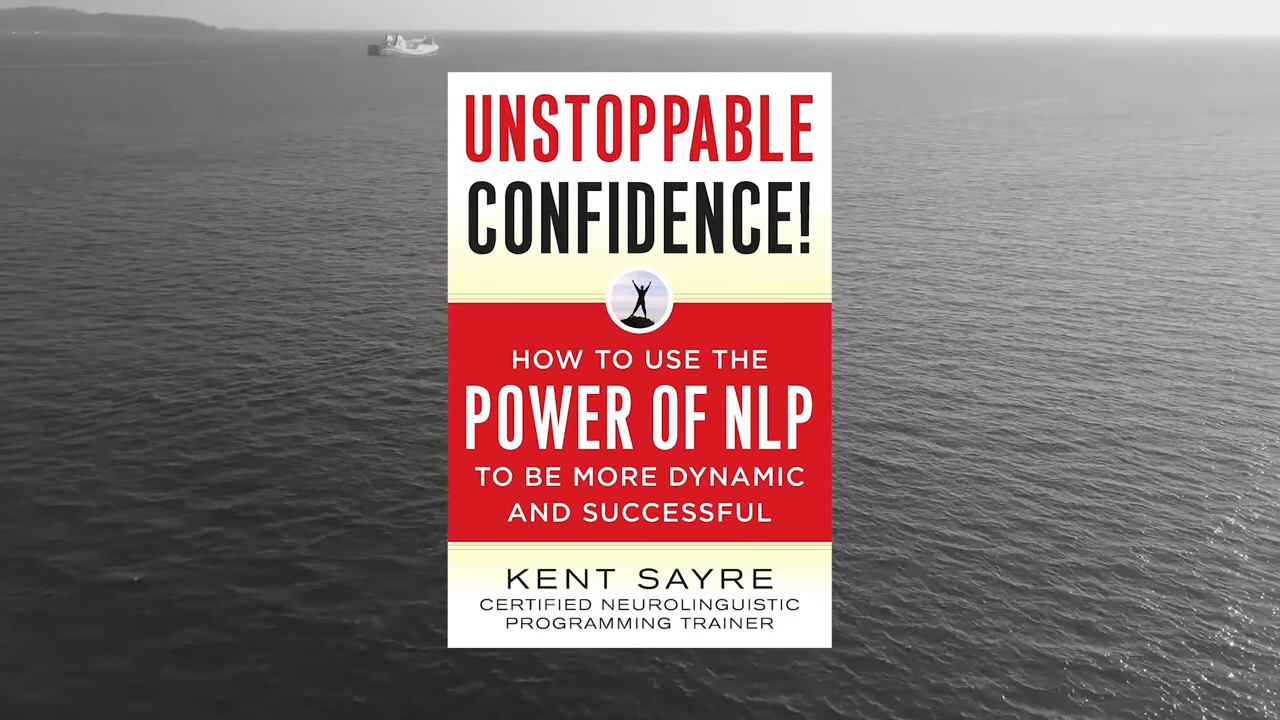 UNSTOPPABLE
CONFIDENCE!
HOW TO USE THE
POWER OF NLP
TO BE MORE DYNAMIC
AND SUCCESSFUL
KENT SAYRE
CERTIFIED NEUROLINGUISTIC
PROGRAMMING TRAINER